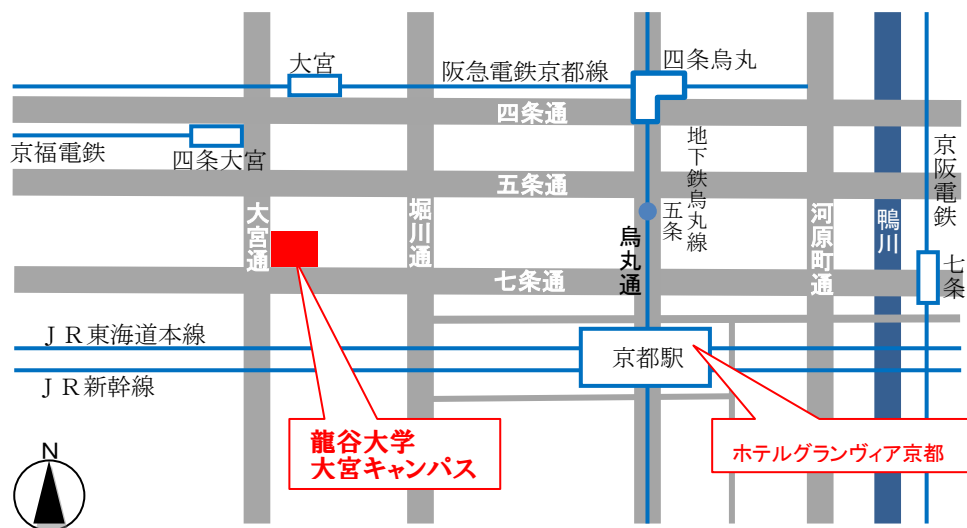 大宮
阪急電鉄京都線
四条烏丸
四条通
京福電鉄
四条大宮
地下鉄烏丸線
京阪電鉄
五条通
五条
大宮通
堀川通
烏丸通
河原町通
鴨川
七条通
七条
ＪＲ東海道本線
京都駅
ＪＲ新幹線
龍谷大学
大宮キャンパス
ホテルグランヴィア京都
N